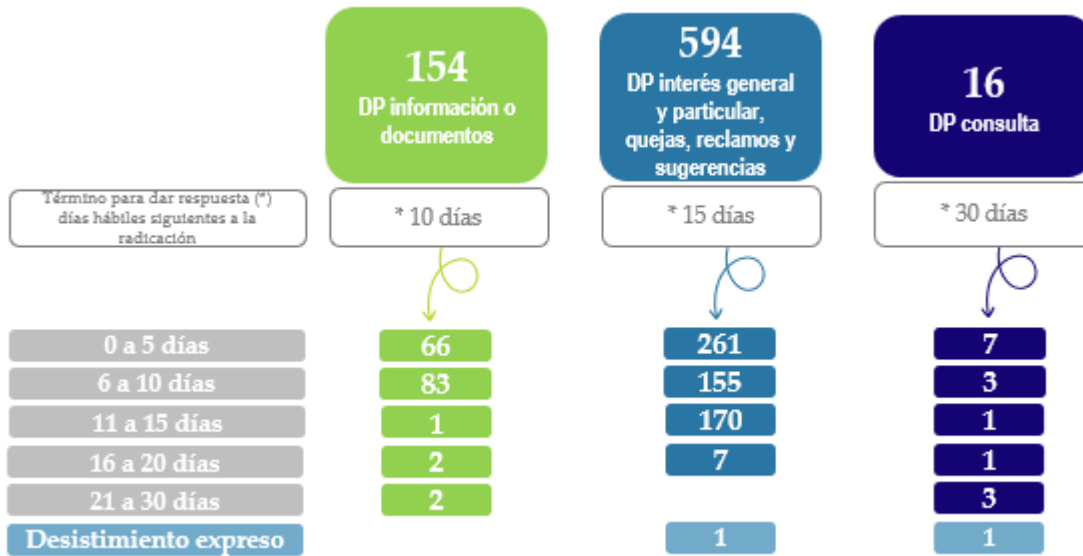 154
DP información o
documentos
594
DP interés general
y particular,
quejas, reclamos y
sugerencias
16
DP consulta
Término para dar respuesta (*)
días hábiles siguientes a la
radicación
* 10 días
* 15 días
* 30 días
0 a 5 días 66 261 7
6 a 10 días 83 155 3
11 a 15 días 1 170 1
16 a 20 días 2 7 1
21 a 30 días 2 3
Desistimiento expreso 1 1